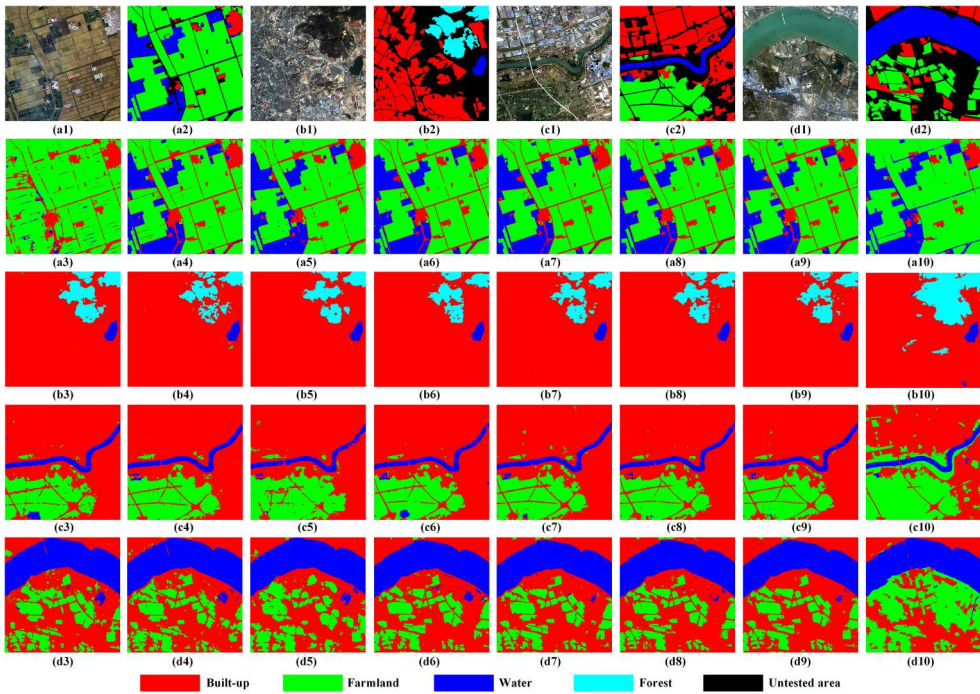 (a1) (a2) (b1) (b2) (c1) (c2) (d1) (d2)
(a3) (a4) (a5) (a6) (a7) (a8) (a9) (a10)
(b3) (b4) (b5) (b6) (b7) (b8) (b9) (b10)
(c3) (c4) (c5) (c6) (c7) (c8) (c9) (c10)
(d3) (d4) (d5) (d6) (d7) (d8) (d9) (d10)
Built-up Farmland Water Forest Untested area